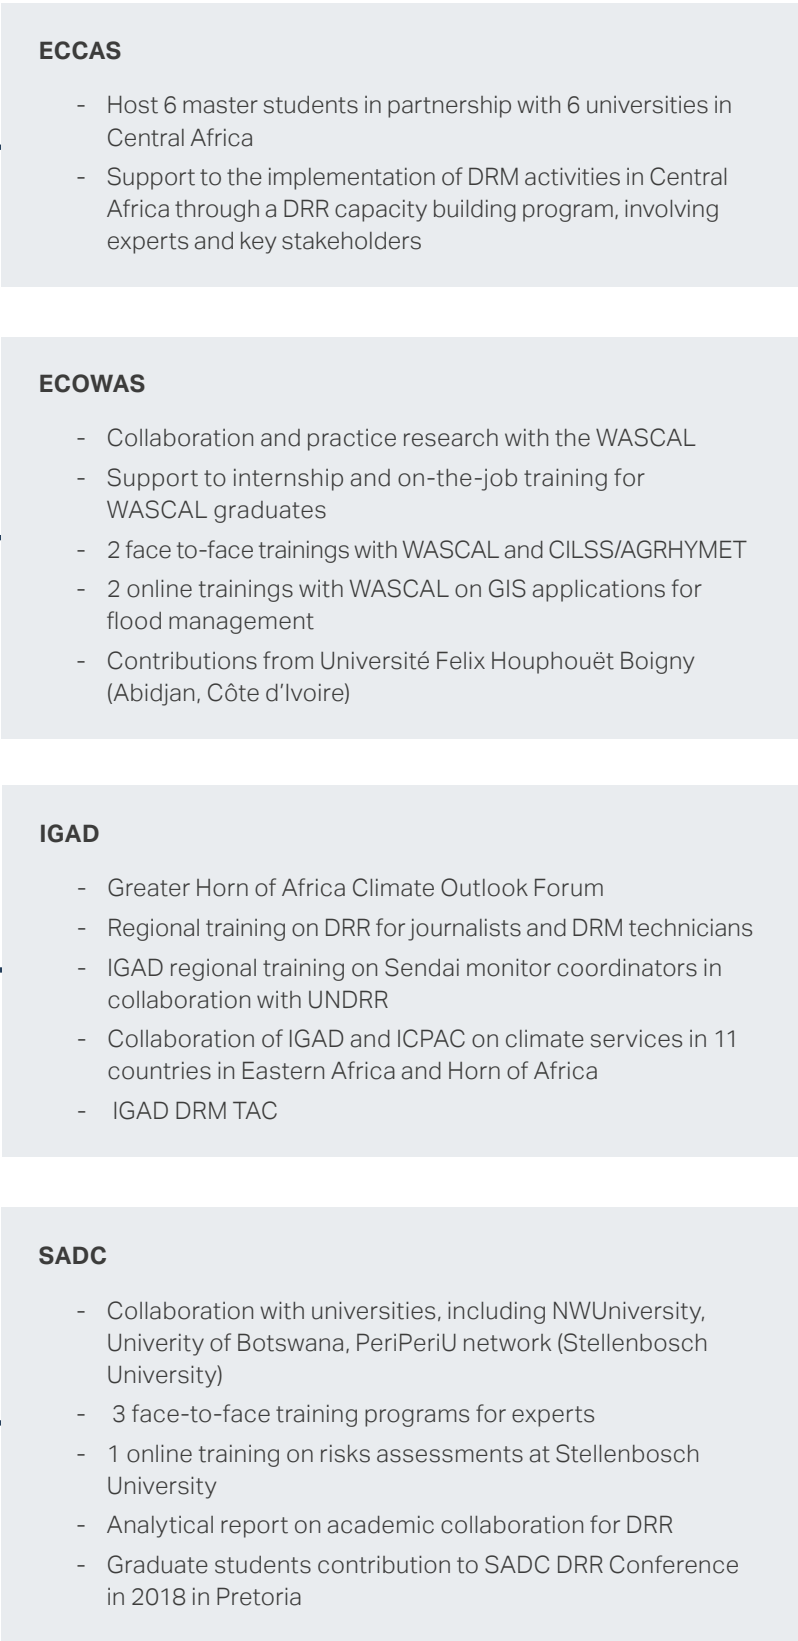 ECCAS
- Host 6 master students in partnership with 6 universities in
Central Africa
- Support to the implementation of DRM activities in Central
Africa through a DRR capacity building program, involving
experts and key stakeholders
ECOWAS
- Collaboration and practice research with the WASCAL
- Support to internship and on-the-job training for
WASCAL graduates
- 2 face to-face trainings with WASCAL and CILSS/AGRHYMET
- 2 online trainings with WASCAL on GIS applications for
flood management
- Contributions from Université Felix Houphouët Boigny
(Abidjan, Côte d'Ivoire)
IGAD
- Greater Horn of Africa Climate Outlook Forum
- Regional training on DRR for journalists and DRM technicians
- IGAD regional training on Sendai monitor coordinators in
collaboration with UNDRR
- Collaboration of IGAD and ICPAC on climate services in 11
countries in Eastern Africa and Horn of Africa
- IGAD DRM TAC
SADC
- Collaboration with universities, including NWUniversity,
Univerity of Botswana, PeriPeriU network (Stellenbosch
University)
- 3 face-to-face training programs for experts
- 1 online training on risks assessments at Stellenbosch
University
- Analytical report on academic collaboration for DRR
- Graduate students contribution to SADC DRR Conference
in 2018 in Pretoria